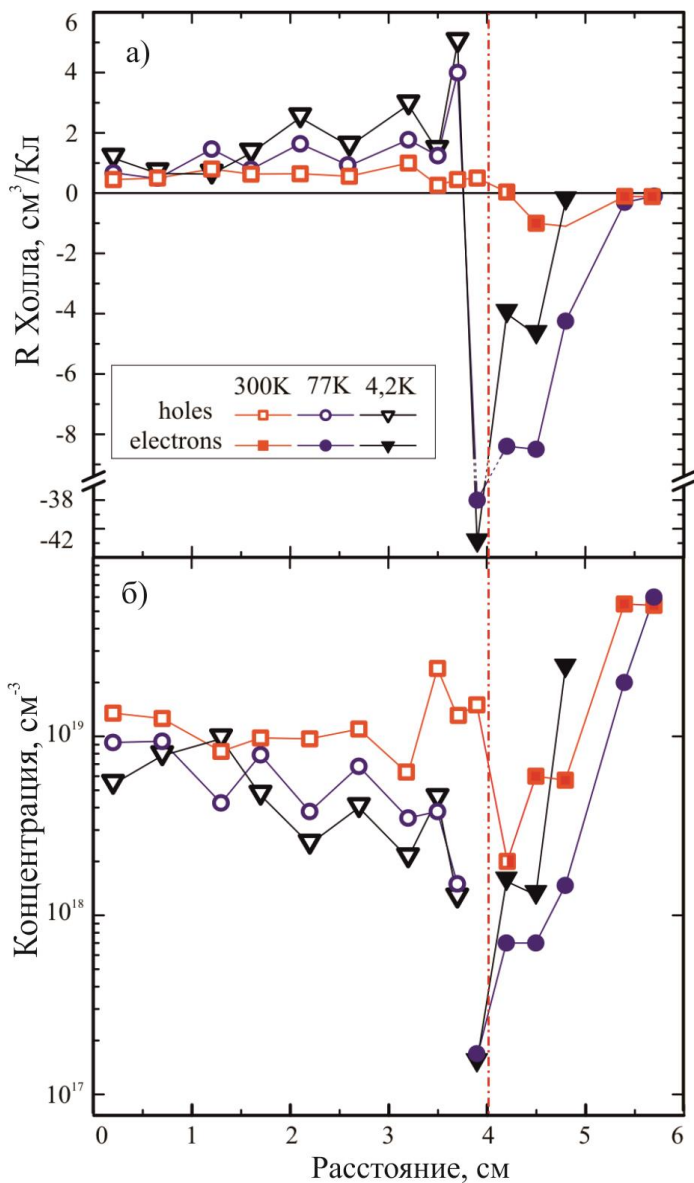 а)
R Холла, см³/Кл
6
4
2
0
-2
-4
-6
-8
-38
-42
300K 77K 4,2K
holes
electrons
б)
Концентрация, см⁻³
10¹⁹
10¹⁸
10¹⁷
0 1 2 3 4 5 6
Расстояние, см